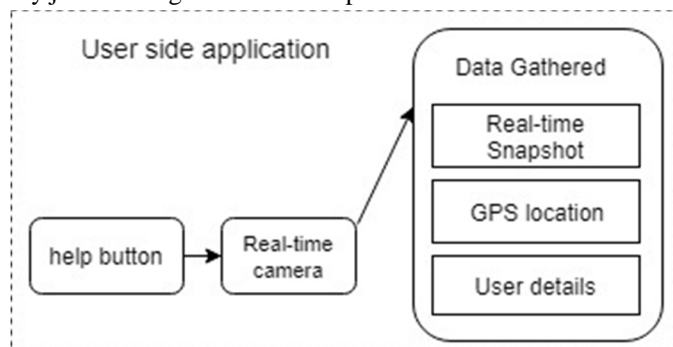 User side application
Data Gathered
Real-time
Snapshot
GPS location
User details
help button
Real-time
camera